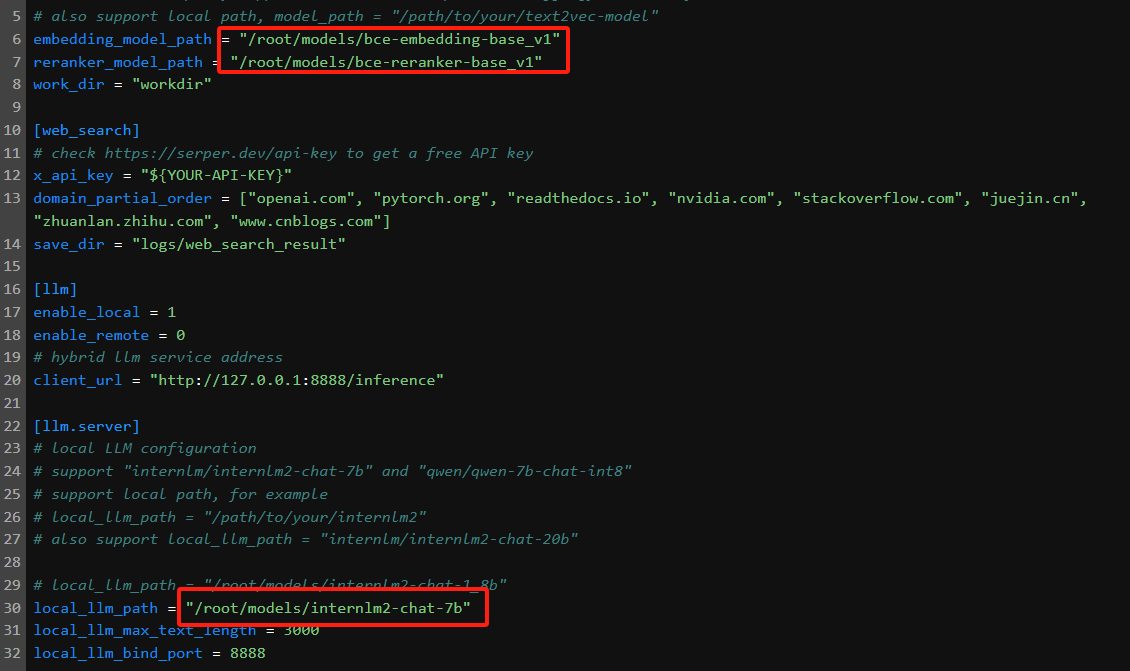 5 # also support local path, model_path = "/path/to/your/text2vec-model"
6 embedding_model_path = "/root/models/bce-embedding-base_v1"
7 reranker_model_path = "/root/models/bce-reranker-base_v1"
8 work_dir = "workdir"
9
10 [web_search]
11 # check https://serper.dev/api-key to get a free API key
12 x_api_key = "${YOUR-API-KEY}"
13 domain_partial_order = ["openai.com", "pytorch.org", "readthedocs.io", "nvidia.com", "stackoverflow.com", "juejin.cn",
"zhuanlan.zhihu.com", "www.cnblogs.com"]
14 save_dir = "logs/web_search_result"
15
16 [llm]
17 enable_local = 1
18 enable_remote = 0
19 # hybrid llm service address
20 client_url = "http://127.0.0.1:8888/inference"
21
22 [llm.server]
23 # local LLM configuration
24 # support "internlm/internlm2-chat-7b" and "qwen/qwen-7b-chat-int8"
25 # support local path, for example
26 # local_llm_path = "/path/to/your/internlm2"
27 # also support local_llm_path = "internlm/internlm2-chat-20b"
28
29 # local_llm_path = "/root/models/internlm2-chat-1_8b"
30 local_llm_path = "/root/models/internlm2-chat-7b"
31 local_llm_max_text_length = 3000
32 local_llm_bind_port = 8888